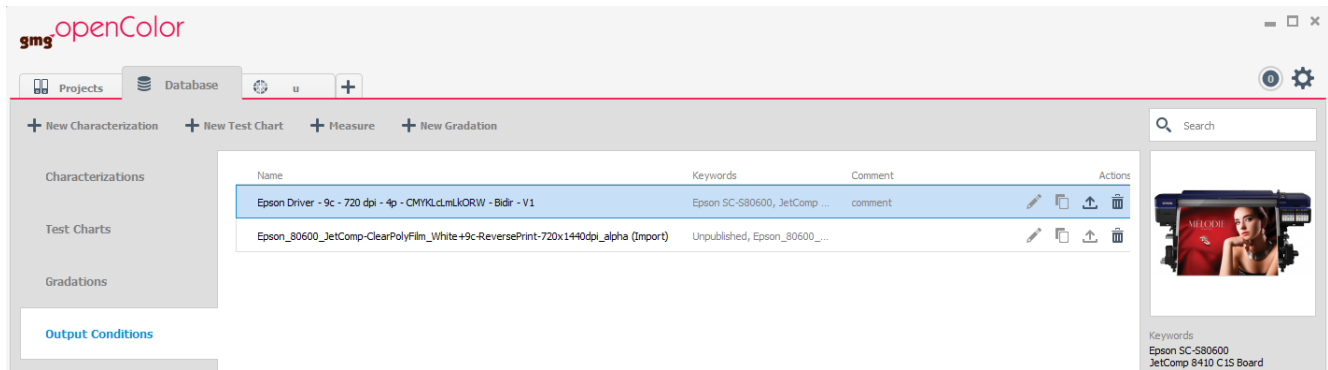 gmg openColor
Projects
Database
u
0
New Characterization
New Test Chart
Measure
New Gradation
Search
Characterizations
Test Charts
Gradations
Output Conditions
Name Keywords Comment Actions
Epson Driver - 9c - 720 dpi - 4p - CMYKLcLmLkORW - Bidir - V1 Epson SC-S80600, JetComp ... comment
Epson_80600_JetComp-ClearPolyFilm_White+9c-ReversePrint-720x1440dpi_alpha (Import) Unpublished, Epson_80600_...
MELODIE
Keywords
Epson SC-S80600
JetComp 8410 C1S Board